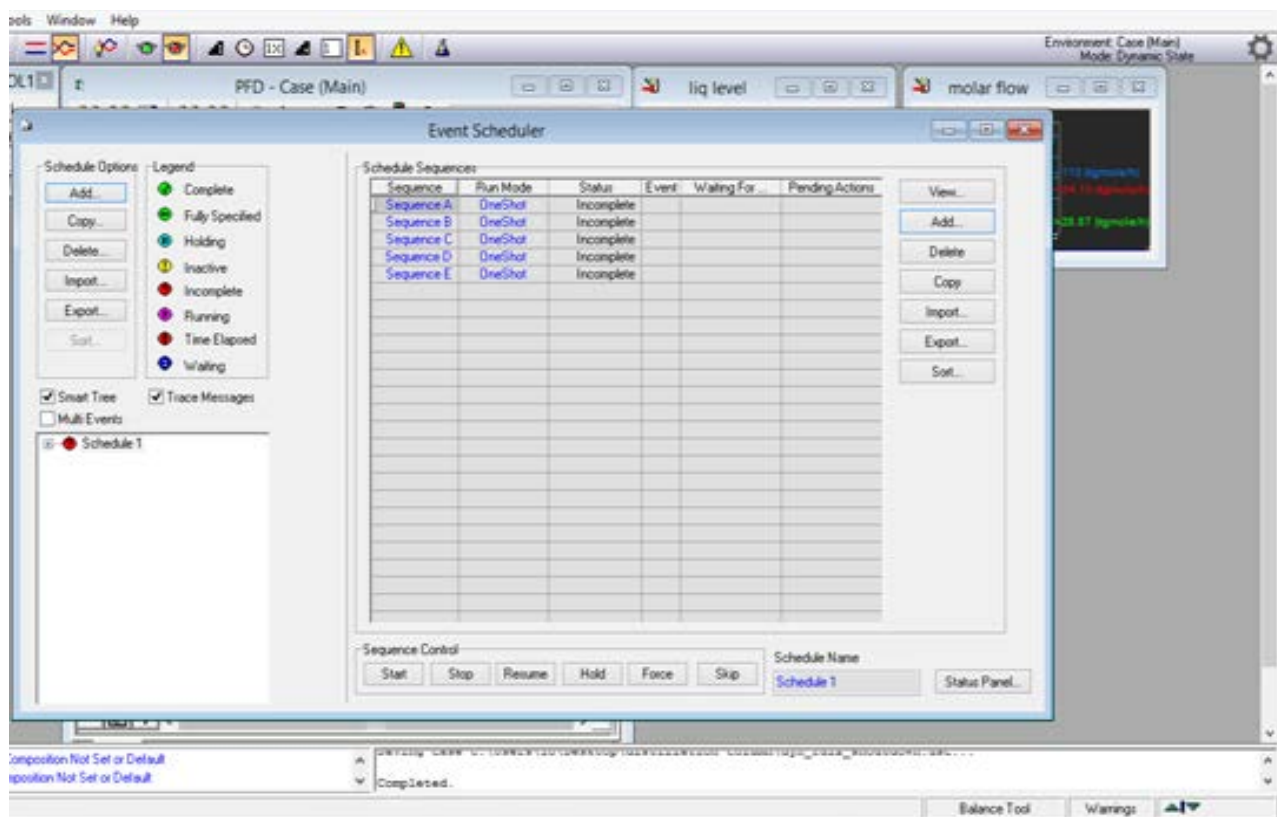 ools Window Help
Environment: Case (Main)
Mode: Dynamic State
OL1
PFD - Case (Main)
liq level
molar flow
Event Scheduler
Schedule Options
Add...
Copy...
Delete...
Import...
Export...
Sort...
Legend
Complete
Fully Specified
Holding
Inactive
Incomplete
Running
Time Elapsed
Waiting
Smart Tree
Trace Messages
Multi Events
Schedule 1
Schedule Sequences
Sequence Run Mode Status Event Waiting For ... Pending Actions
Sequence A OneShot Incomplete
Sequence B OneShot Incomplete
Sequence C OneShot Incomplete
Sequence D OneShot Incomplete
Sequence E OneShot Incomplete
View...
Add...
Delete
Copy
Import...
Export...
Sort...
Sequence Control
Start Stop Resume Hold Force Skip
Schedule Name
Schedule 1
Status Panel...
omposition Not Set or Default
mposition Not Set or Default
Completed.
Balance Tool Warnings